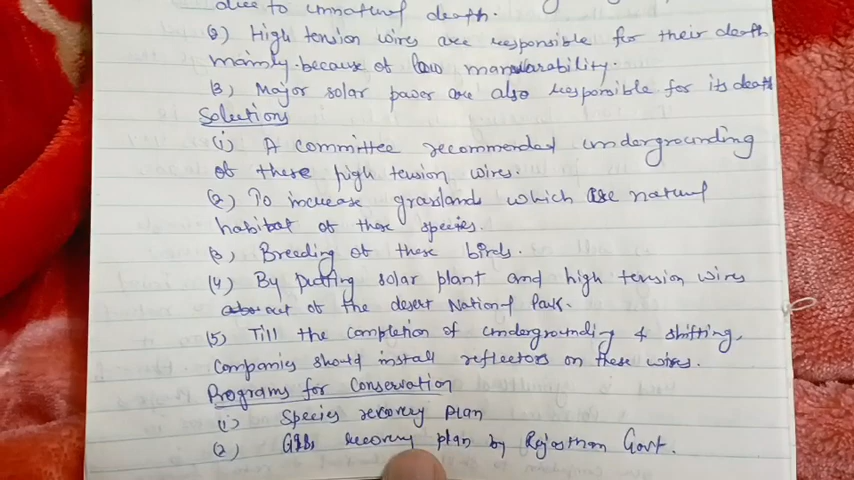 due to unnatural death.
(2) High tension wires are responsible for their death
mainly because of low manuvarability.
(3) Major solar pawer are also responsible for its death
Solutions
(1) A committee recommended undergrounding
of these high tension wires.
(2) To increase grassland which are natural
habitat of these species.
(3) Breeding of these birds.
(4) By putting solar plant and high tension wires
out of the desert National Park.
(5) Till the completion of undergrounding & shifting,
Companies should install reflectors on these wires.
Programs for Conservation
(1) Species recovery plan
(2) GIBs recovery plan by Rajasthan Govt.